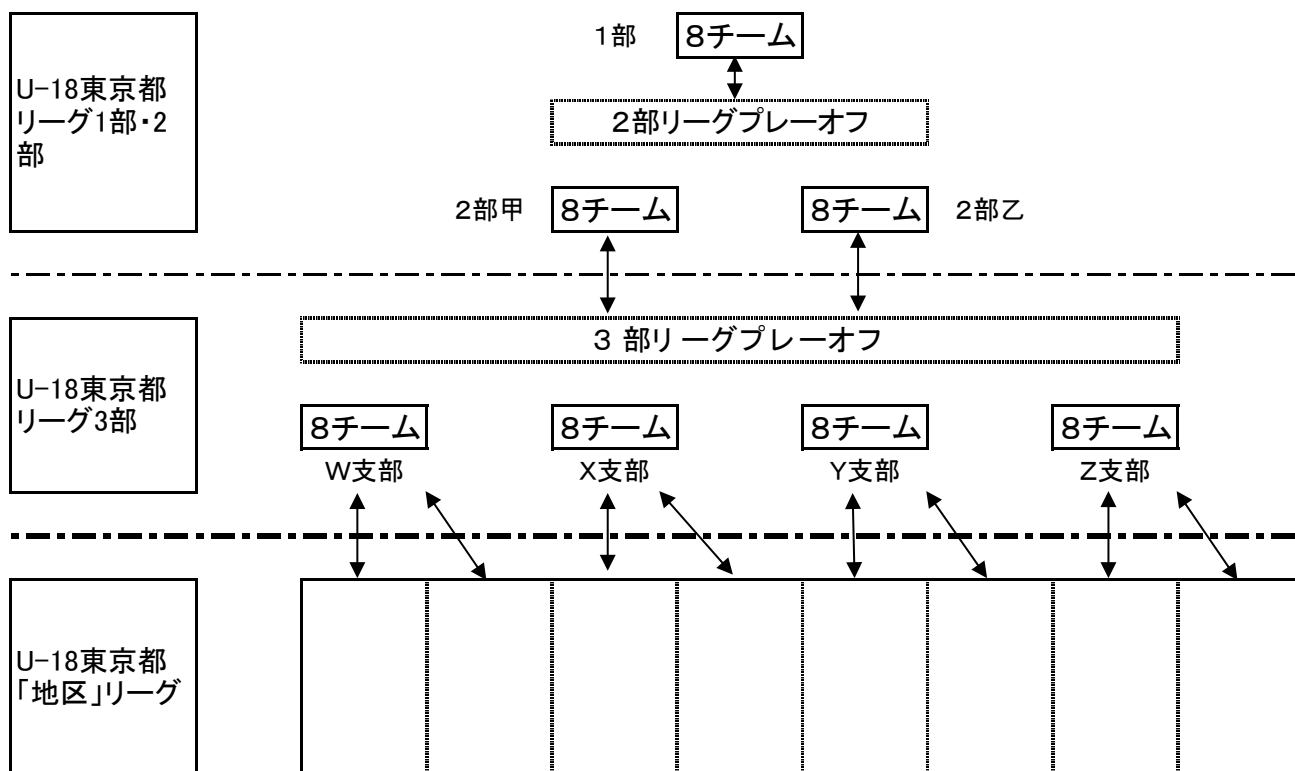 1部 8チーム
U-18東京都
リーグ1部・2
部
2部リーグプレーオフ
2部甲 8チーム 8チーム 2部乙
3 部リーグプレーオフ
U-18東京都
リーグ3部
8チーム 8チーム 8チーム 8チーム
W支部 X支部 Y支部 Z支部
U-18東京都
「地区」リーグ